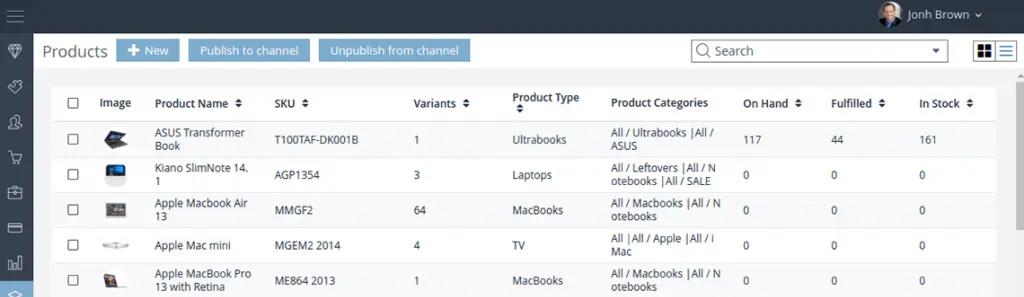 Jonh Brown
Products
New
Publish to channel
Unpublish from channel
Search
Image Product Name SKU Variants Product Type Product Categories On Hand Fulfilled In Stock
ASUS Transformer Book T100TAF-DK001B 1 Ultrabooks All / Ultrabooks |All / ASUS 117 44 161
Kiano SlimNote 14.1 AGP1354 3 Laptops All / Leftovers |All / Notebooks |All / SALE 0 0 0
Apple Macbook Air 13 MMGF2 64 MacBooks All / Macbooks |All / Notebooks 0 0 0
Apple Mac mini MGEM2 2014 4 TV All |All / Apple |All / iMac 0 0 0
Apple MacBook Pro 13 with Retina ME864 2013 1 MacBooks All / Macbooks |All / Notebooks 0 0 0